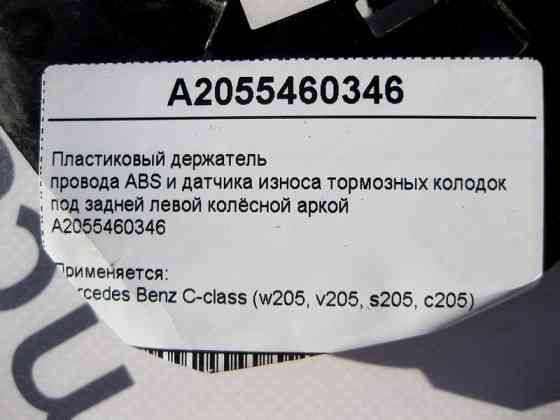 A2055460346
Пластиковый держатель
провода ABS и датчика износа тормозных колодок
под задней левой колёсной аркой
A2055460346
Применяется:
Mercedes Benz C-class (w205, v205, s205, c205)